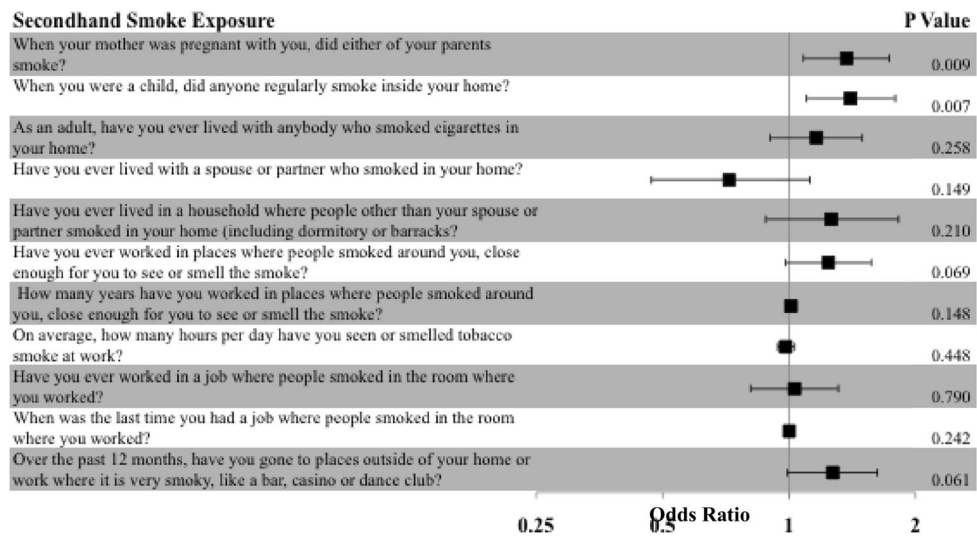 Secondhand Smoke Exposure P Value
When your mother was pregnant with you, did either of your parents
smoke? 0.009
When you were a child, did anyone regularly smoke inside your home?
0.007
As an adult, have you ever lived with anybody who smoked cigarettes in
your home? 0.258
Have you ever lived with a spouse or partner who smoked in your home?
0.149
Have you ever lived in a household where people other than your spouse or
partner smoked in your home (including dormitory or barracks? 0.210
Have you ever worked in places where people smoked around you, close
enough for you to see or smell the smoke? 0.069
How many years have you worked in places where people smoked around
you, close enough for you to see or smell the smoke? 0.148
On average, how many hours per day have you seen or smelled tobacco
smoke at work? 0.448
Have you ever worked in a job where people smoked in the room where
you worked? 0.790
When was the last time you had a job where people smoked in the room
where you worked? 0.242
Over the past 12 months, have you gone to places outside of your home or
work where it is very smoky, like a bar, casino or dance club? 0.061
Odds Ratio
0.25 0.5 1 2